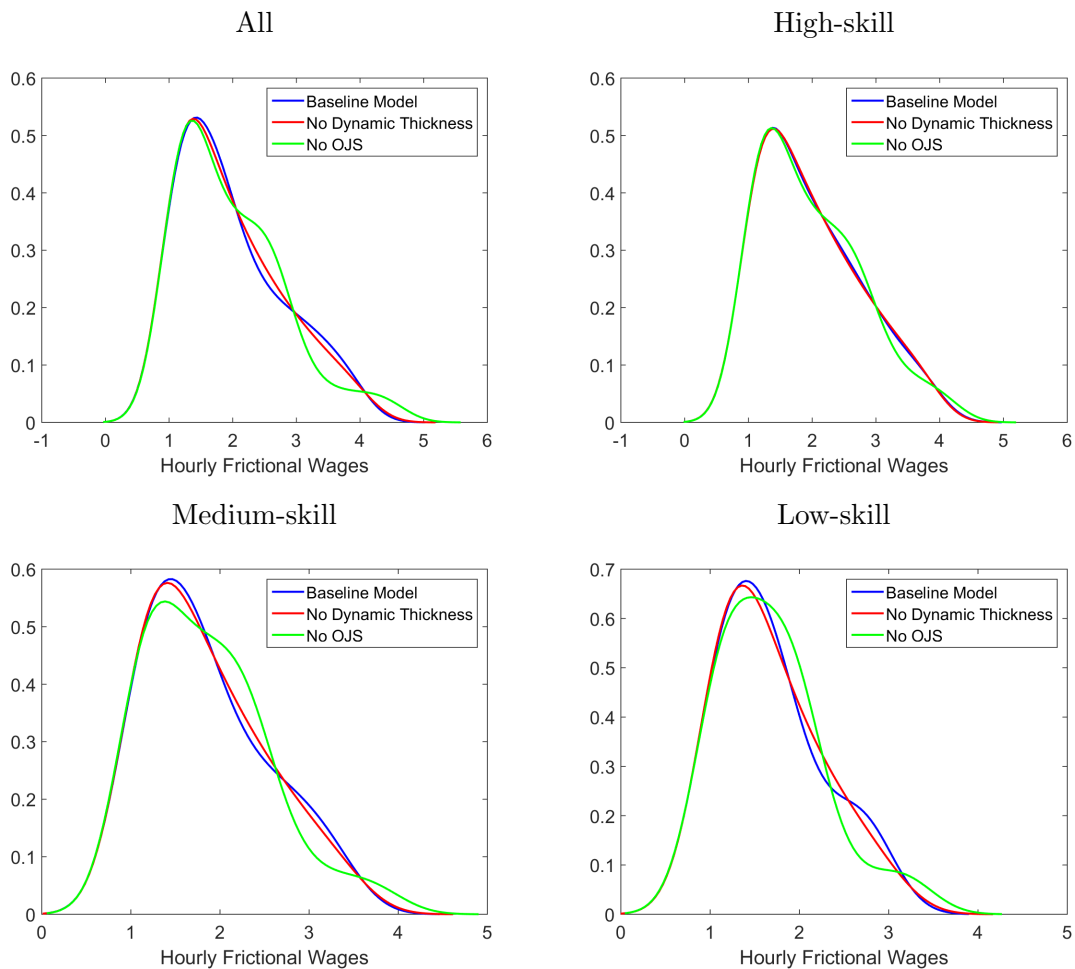 All
0.6
0.5
0.4
0.3
0.2
0.1
0
-1 0 1 2 3 4 5 6
Hourly Frictional Wages
Baseline Model
No Dynamic Thickness
No OJS
High-skill
0.6
0.5
0.4
0.3
0.2
0.1
0
-1 0 1 2 3 4 5 6
Hourly Frictional Wages
Baseline Model
No Dynamic Thickness
No OJS
Medium-skill
0.6
0.5
0.4
0.3
0.2
0.1
0
0 1 2 3 4 5
Hourly Frictional Wages
Baseline Model
No Dynamic Thickness
No OJS
Low-skill
0.7
0.6
0.5
0.4
0.3
0.2
0.1
0
0 1 2 3 4 5
Hourly Frictional Wages
Baseline Model
No Dynamic Thickness
No OJS